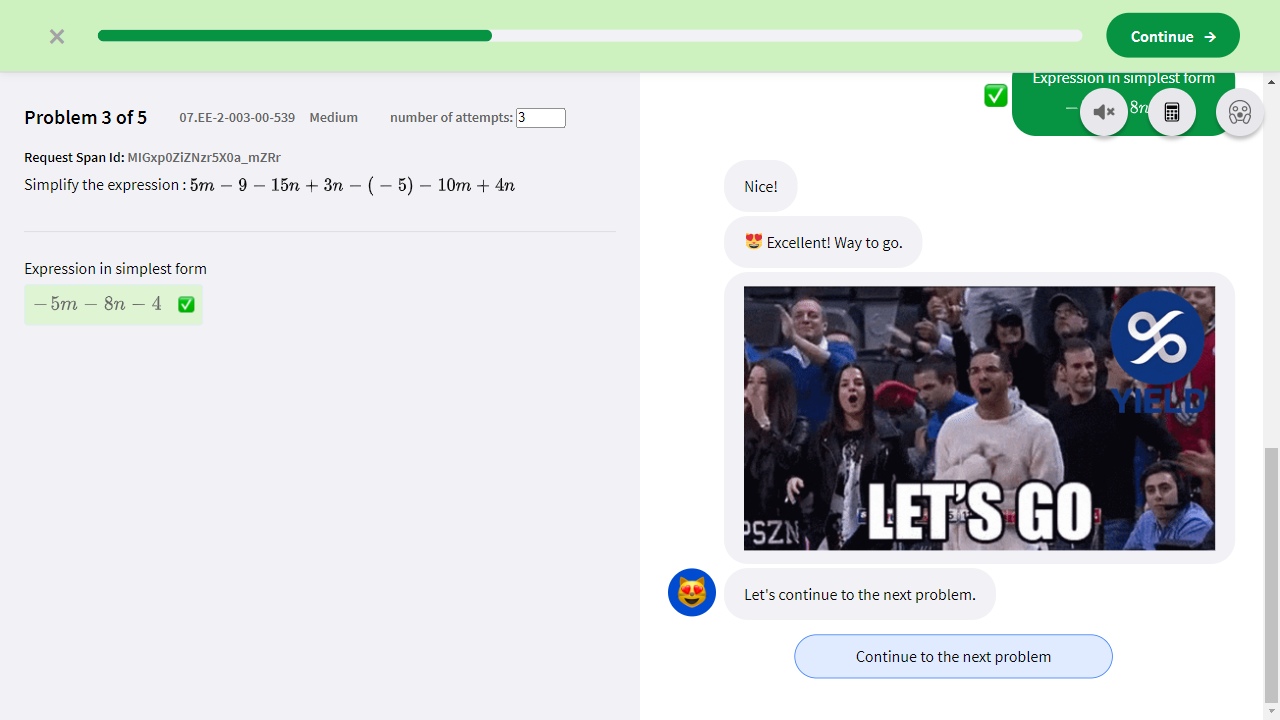 Continue →
Problem 3 of 5 07.EE-2-003-00-539 Medium number of attempts: 3
Request Span Id: MIGxp0ZiZNzr5X0a_mZRr
Simplify the expression : 5m − 9 − 15n + 3n − ( − 5) − 10m + 4n
Expression in simplest form
− 5m − 8n − 4
Expression in simplest form
− 8n
Nice!
😻 Excellent! Way to go.
YIELD
PSZN
LET'S GO
Let's continue to the next problem.
Continue to the next problem